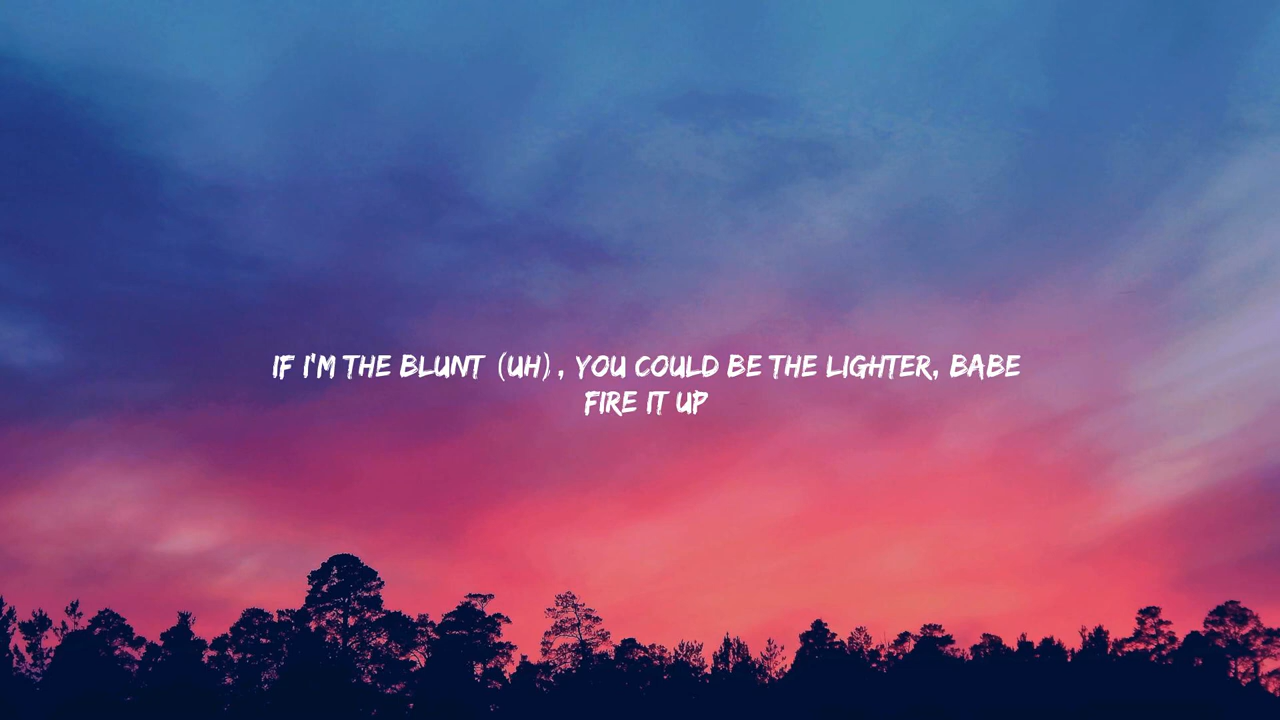 IF I'M THE BLUNT (UH), YOU COULD BE THE LIGHTER, BABE
FIRE IT UP